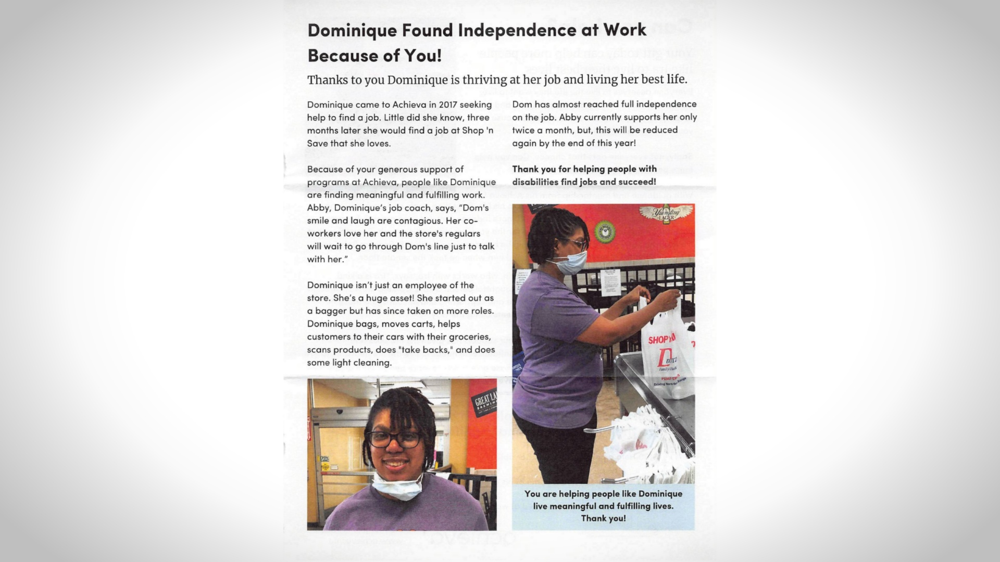 Dominique Found Independence at Work
Because of You!
Thanks to you Dominique is thriving at her job and living her best life.
Dominique came to Achieva in 2017 seeking
help to find a job. Little did she know, three
months later she would find a job at Shop 'n
Save that she loves.
Because of your generous support of
programs at Achieva, people like Dominique
are finding meaningful and fulfilling work.
Abby, Dominique’s job coach, says, “Dom's
smile and laugh are contagious. Her co-
workers love her and the store's regulars
will wait to go through Dom's line just to talk
with her.”
Dominique isn’t just an employee of the
store. She’s a huge asset! She started out as
a bagger but has since taken on more roles.
Dominique bags, moves carts, helps
customers to their cars with their groceries,
scans products, does "take backs," and does
some light cleaning.
GREAT LA
BREWIN
Dom has almost reached full independence
on the job. Abby currently supports her only
twice a month, but, this will be reduced
again by the end of this year!
Thank you for helping people with
disabilities find jobs and succeed!
Yuengling
LAGER
SHOP 'n
You are helping people like Dominique
live meaningful and fulfilling lives.
Thank you!